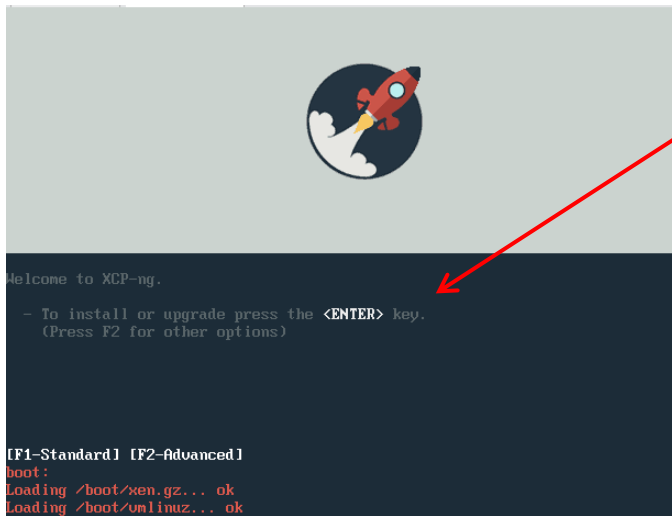 Welcome to XCP-ng.
- To install or upgrade press the <ENTER> key.
(Press F2 for other options)
[F1-Standard] [F2-Advanced]
boot:
Loading /boot/xen.gz... ok
Loading /boot/vmlinuz... ok